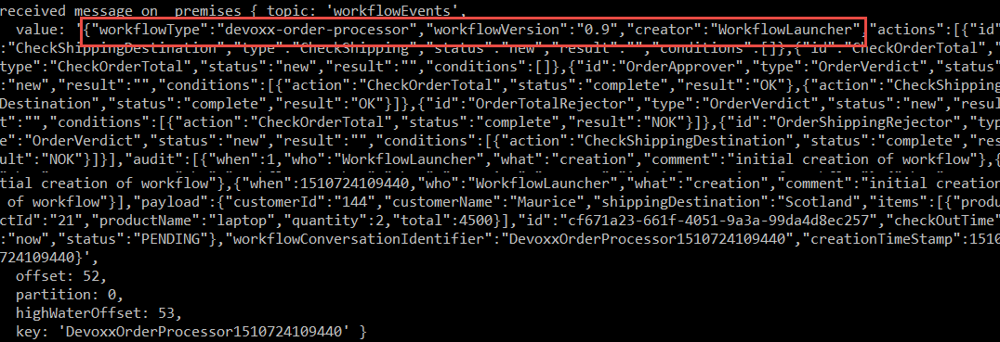 received message on  premises { topic: 'workflowEvents',
value: '{"workflowType":"devoxx-order-processor","workflowVersion":"0.9","creator":"WorkflowLauncher","actions":[{"id"
:"CheckShippingDestination","type":"CheckShipping","status":"new","result":"","conditions":[]},{"id":"CheckOrderTotal","
type":"CheckOrderTotal","status":"new","result":"","conditions":[]},{"id":"OrderApprover","type":"OrderVerdict","status"
:"new","result":"","conditions":[{"action":"CheckOrderTotal","status":"complete","result":"OK"},{"action":"CheckShipping
Destination","status":"complete","result":"OK"}]},{"id":"OrderTotalRejector","type":"OrderVerdict","status":"new","resul
t":"","conditions":[{"action":"CheckOrderTotal","status":"complete","result":"NOK"}]},{"id":"OrderShippingRejector","typ
e":"OrderVerdict","status":"new","result":"","conditions":[{"action":"CheckShippingDestination","status":"complete","res
ult":"NOK"}]}],"audit":[{"when":1,"who":"WorkflowLauncher","what":"creation","comment":"initial creation of workflow"},{
tial creation of workflow"},{"when":1510724109440,"who":"WorkflowLauncher","what":"creation","comment":"initial creation
of workflow"}],"payload":{"customerId":"144","customerName":"Maurice","shippingDestination":"Scotland","items":[{"produ
ctId":"21","productName":"laptop","quantity":2,"total":4500}],"id":"cf671a23-661f-4051-9a3a-99da4d8ec257","checkOutTime"
:"now","status":"PENDING"},"workflowConversationIdentifier":"DevoxxOrderProcessor1510724109440","creationTimeStamp":1510
724109440}',
offset: 52,
partition: 0,
highWaterOffset: 53,
key: 'DevoxxOrderProcessor1510724109440' }